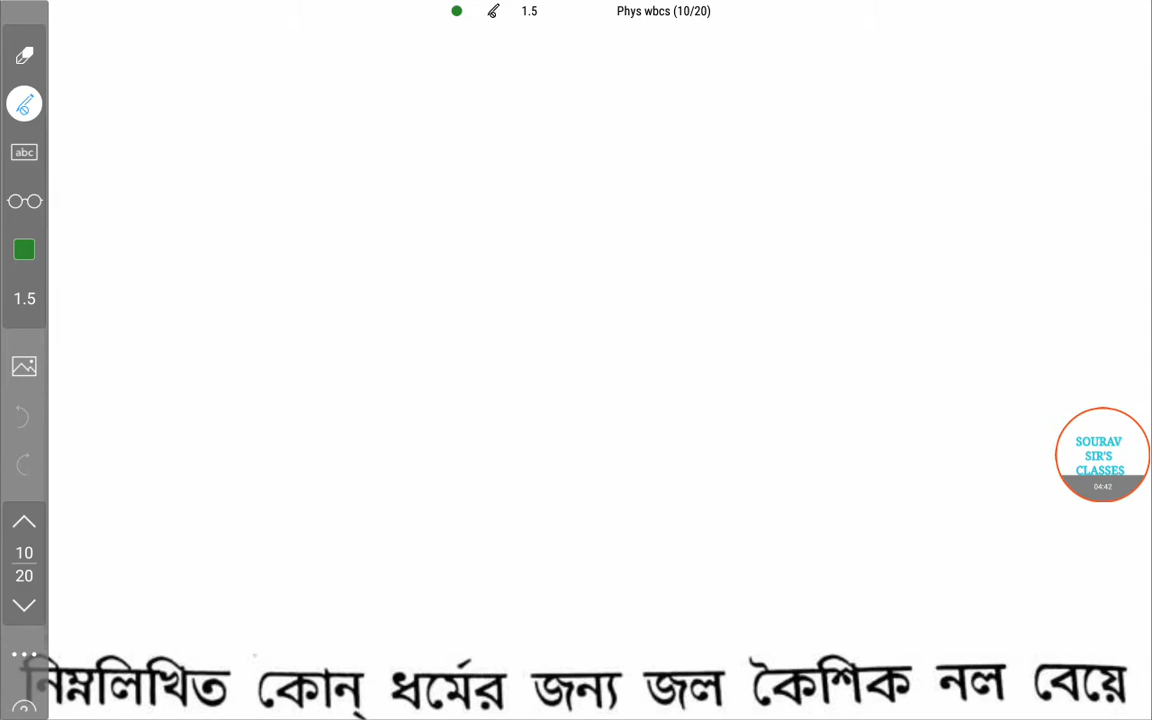 1.5 Phys wbcs (10/20)
abc
1.5
SOURAV
SIR'S
CLASSES
04:42
10
20
নিম্নলিখিত কোন্ ধর্মের জন্য জল কৈশিক নল বেয়ে